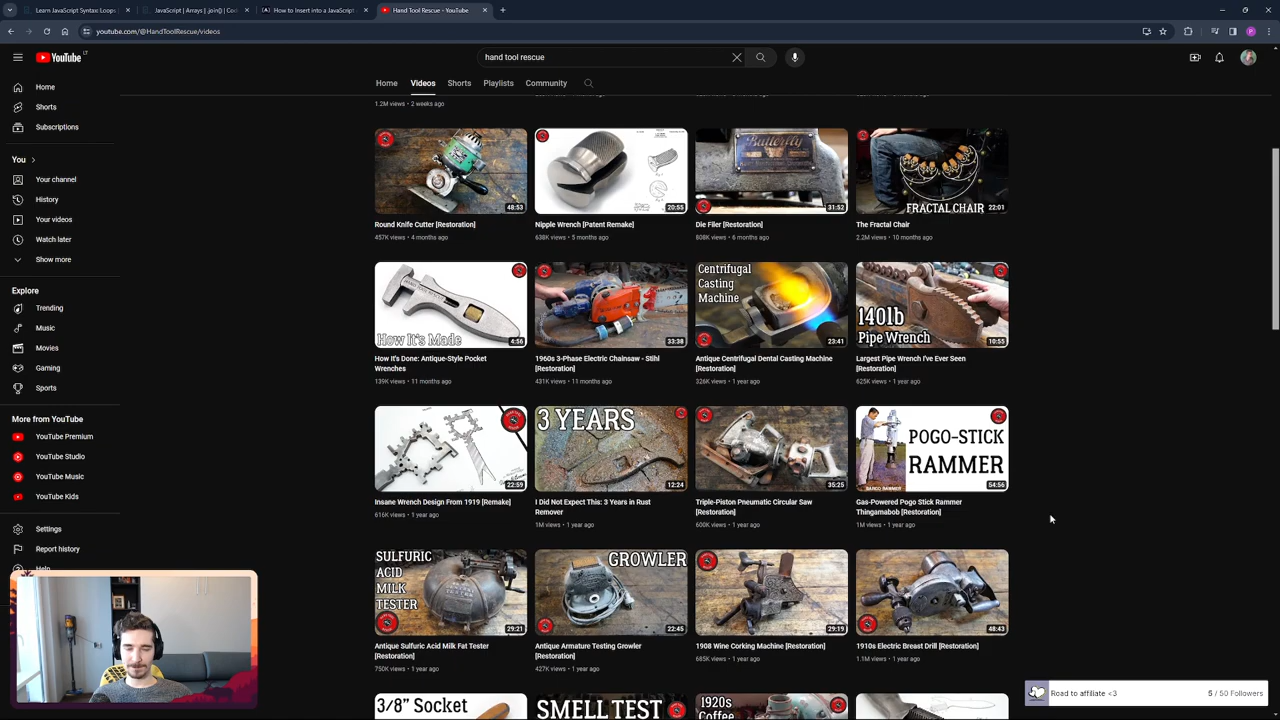 Learn JavaScript Syntax: Loops
JavaScript | Arrays | .join() | Cod
How to Insert into a JavaScript
Hand Tool Rescue - YouTube
youtube.com/@HandToolRescue/videos
YouTube LT
hand tool rescue
Home
Videos
Shorts
Playlists
Community
Home
Shorts
Subscriptions
You
Your channel
History
Your videos
Watch later
Show more
Explore
Trending
Music
Movies
Gaming
Sports
More from YouTube
YouTube Premium
YouTube Studio
YouTube Music
YouTube Kids
Settings
Report history
Help
1.2M views • 2 weeks ago
48:53
Round Knife Cutter [Restoration]
457K views • 4 months ago
20:55
Nipple Wrench [Patent Remake]
638K views • 5 months ago
Butterfly
31:52
Die Filer [Restoration]
808K views • 6 months ago
FRACTAL CHAIR
22:01
The Fractal Chair
2.2M views • 10 months ago
How It's Made
4:56
How It's Done: Antique-Style Pocket
Wrenches
139K views • 11 months ago
33:38
1960s 3-Phase Electric Chainsaw - Stihl
[Restoration]
431K views • 11 months ago
Centrifugal
Casting
Machine
23:41
Antique Centrifugal Dental Casting Machine
[Restoration]
326K views • 1 year ago
140lb
Pipe Wrench
10:55
Largest Pipe Wrench I've Ever Seen
[Restoration]
625K views • 1 year ago
22:59
Insane Wrench Design From 1919 [Remake]
616K views • 1 year ago
3 YEARS
12:24
I Did Not Expect This: 3 Years in Rust
Remover
1M views • 1 year ago
35:25
Triple-Piston Pneumatic Circular Saw
[Restoration]
600K views • 1 year ago
POGO-STICK
RAMMER
BARCO RAMMER
54:56
Gas-Powered Pogo Stick Rammer
Thingamabob [Restoration]
1M views • 1 year ago
SULFURIC
ACID
MILK
TESTER
29:21
Antique Sulfuric Acid Milk Fat Tester
[Restoration]
750K views • 1 year ago
GROWLER
22:45
Antique Armature Testing Growler
[Restoration]
427K views • 1 year ago
29:19
1908 Wine Corking Machine [Restoration]
685K views • 1 year ago
48:43
1910s Electric Breast Drill [Restoration]
1.1M views • 1 year ago
3/8" Socket
SMELL TEST
1920s
Coffee
Road to affiliate <3
5 / 50 Followers